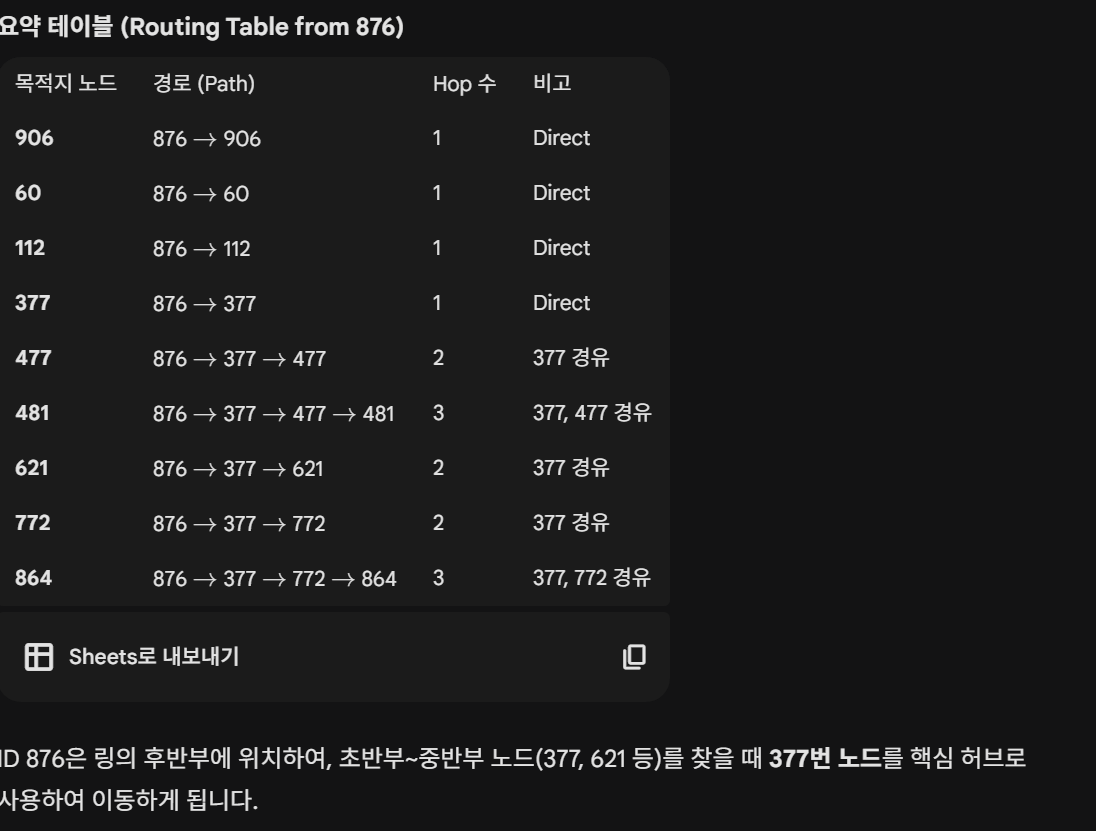 요약 테이블 (Routing Table from 876)
목적지 노드 경로 (Path) Hop 수 비고
906 876 → 906 1 Direct
60 876 → 60 1 Direct
112 876 → 112 1 Direct
377 876 → 377 1 Direct
477 876 → 377 → 477 2 377 경유
481 876 → 377 → 477 → 481 3 377, 477 경유
621 876 → 377 → 621 2 377 경유
772 876 → 377 → 772 2 377 경유
864 876 → 377 → 772 → 864 3 377, 772 경유
Sheets로 내보내기
ID 876은 링의 후반부에 위치하여, 초반부~중반부 노드(377, 621 등)를 찾을 때 377번 노드를 핵심 허브로
사용하여 이동하게 됩니다.